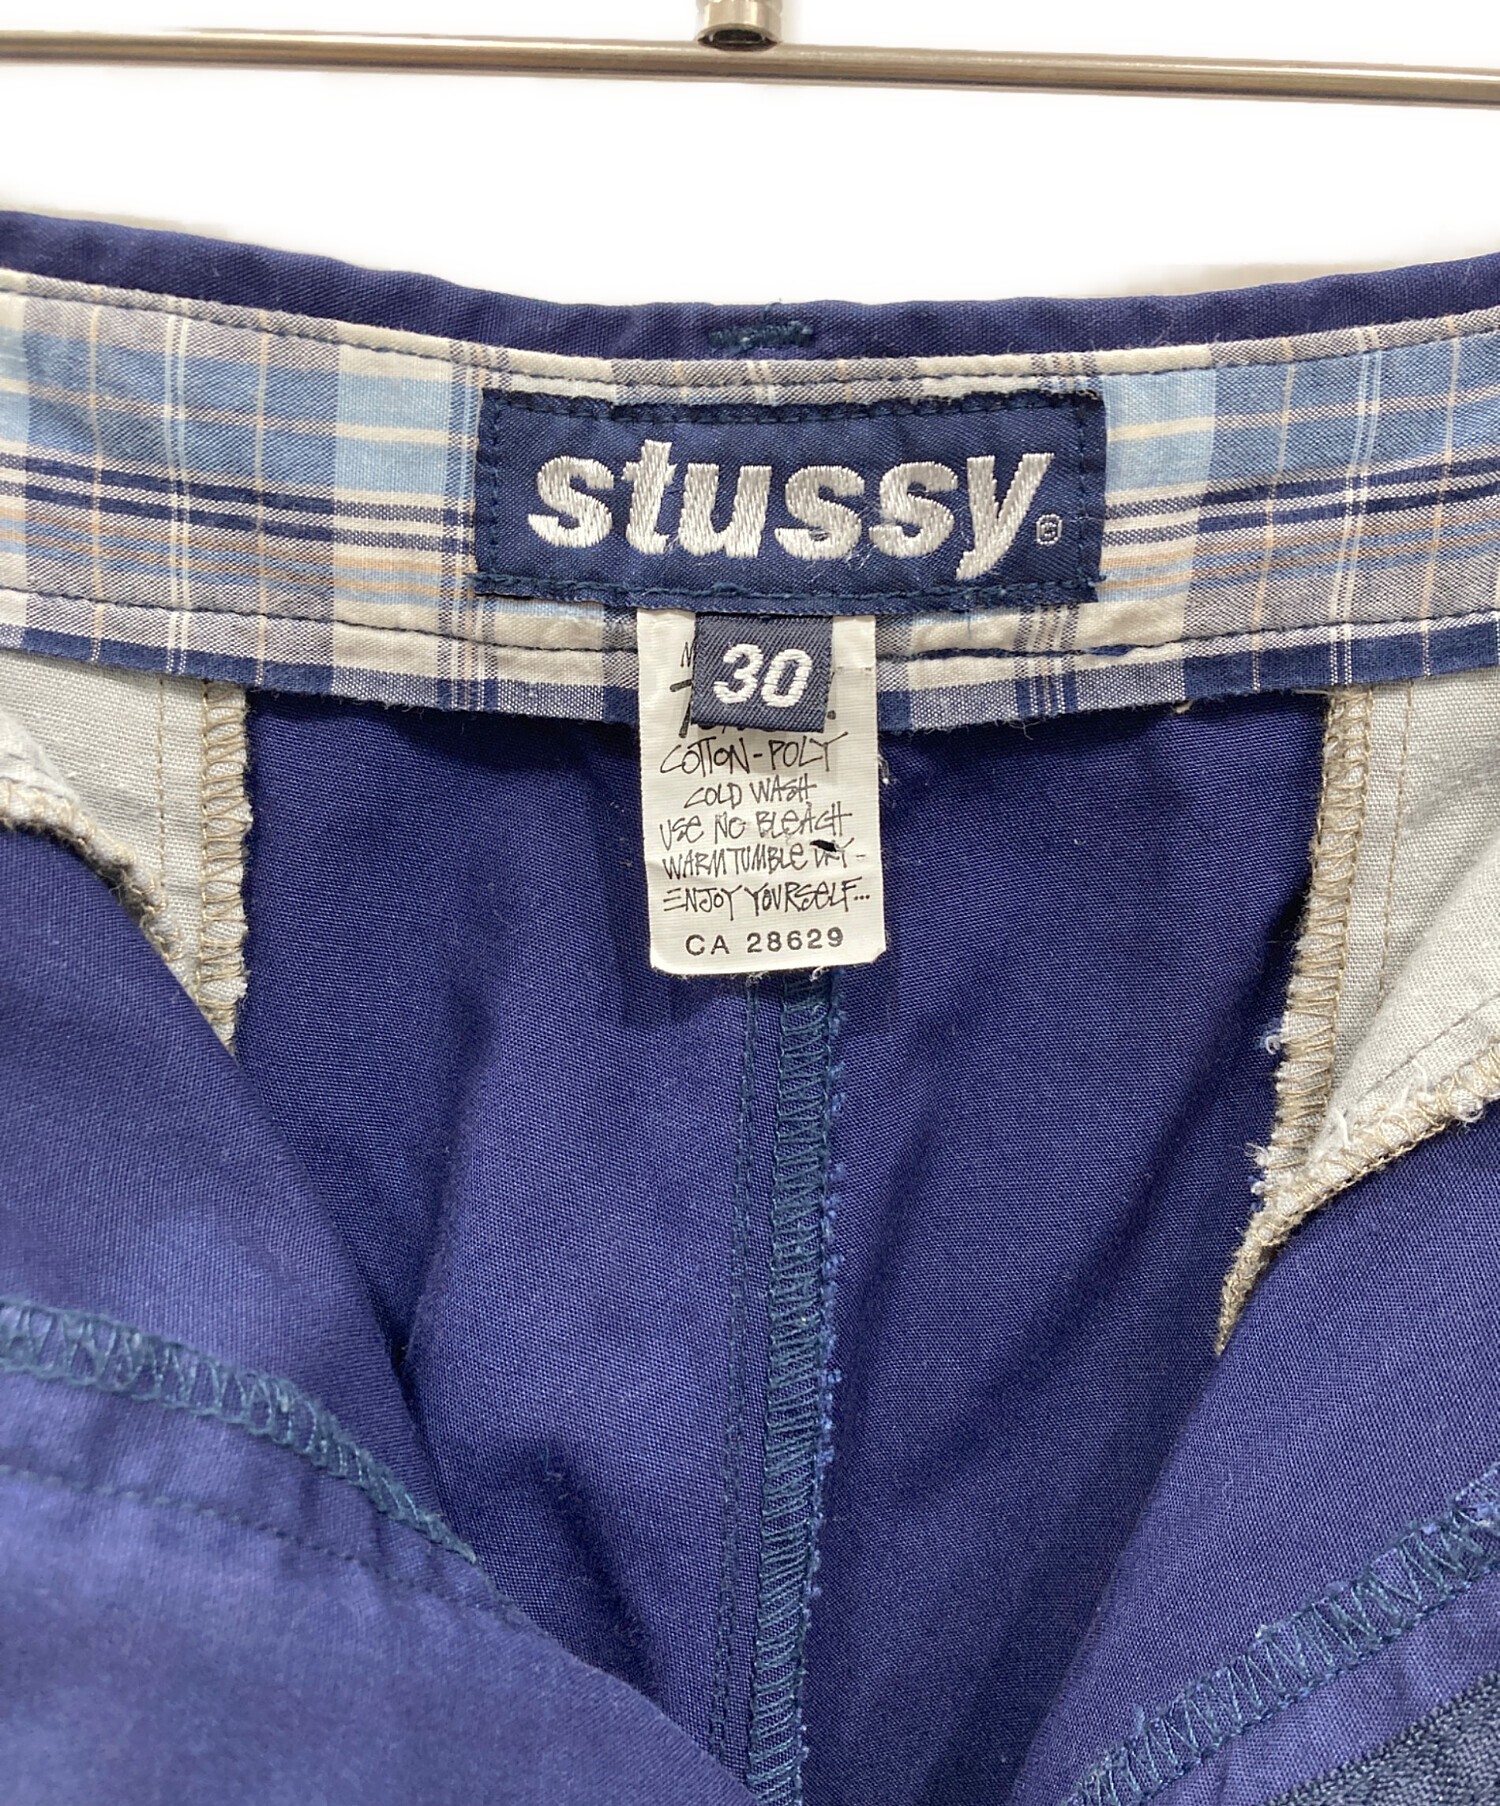 stussy®
30
COTTON-POLY
COLD WASH
USE NO BLEACH
WARM TUMBLE DRY-
ENJOY YOURSELF...
CA 28629